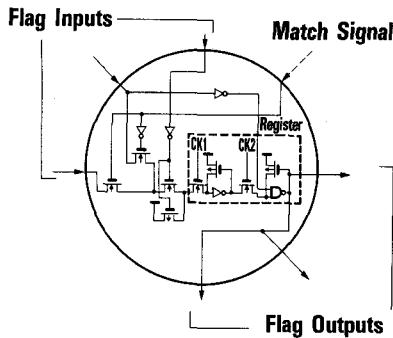 Flag Inputs
Match Signal
Register
CK1
CK2
Flag Outputs